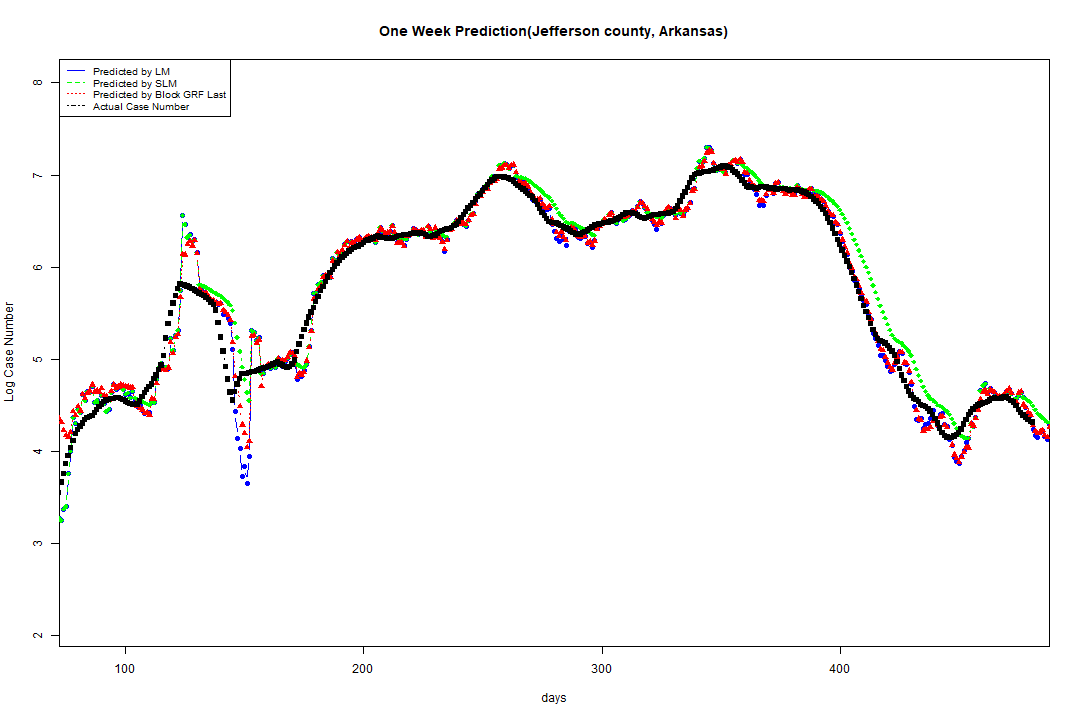 One Week Prediction(Jefferson county, Arkansas)
Predicted by LM
Predicted by SLM
Predicted by Block GRF Last
Actual Case Number
8
7
6
5
4
3
2
Log Case Number
100 200 300 400
days